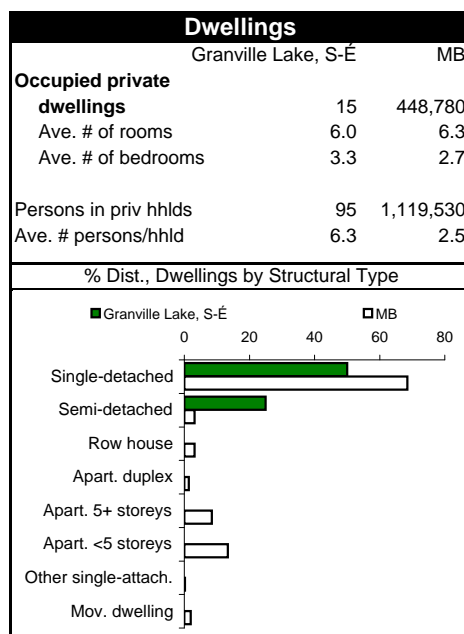 Dwellings
Granville Lake, S-É MB
Occupied private
dwellings 15 448,780
Ave. # of rooms 6.0 6.3
Ave. # of bedrooms 3.3 2.7
Persons in priv hhlds 95 1,119,530
Ave. # persons/hhld 6.3 2.5
% Dist., Dwellings by Structural Type
Granville Lake, S-É MB
0 20 40 60 80
Single-detached
Semi-detached
Row house
Apart. duplex
Apart. 5+ storeys
Apart. <5 storeys
Other single-attach.
Mov. dwelling